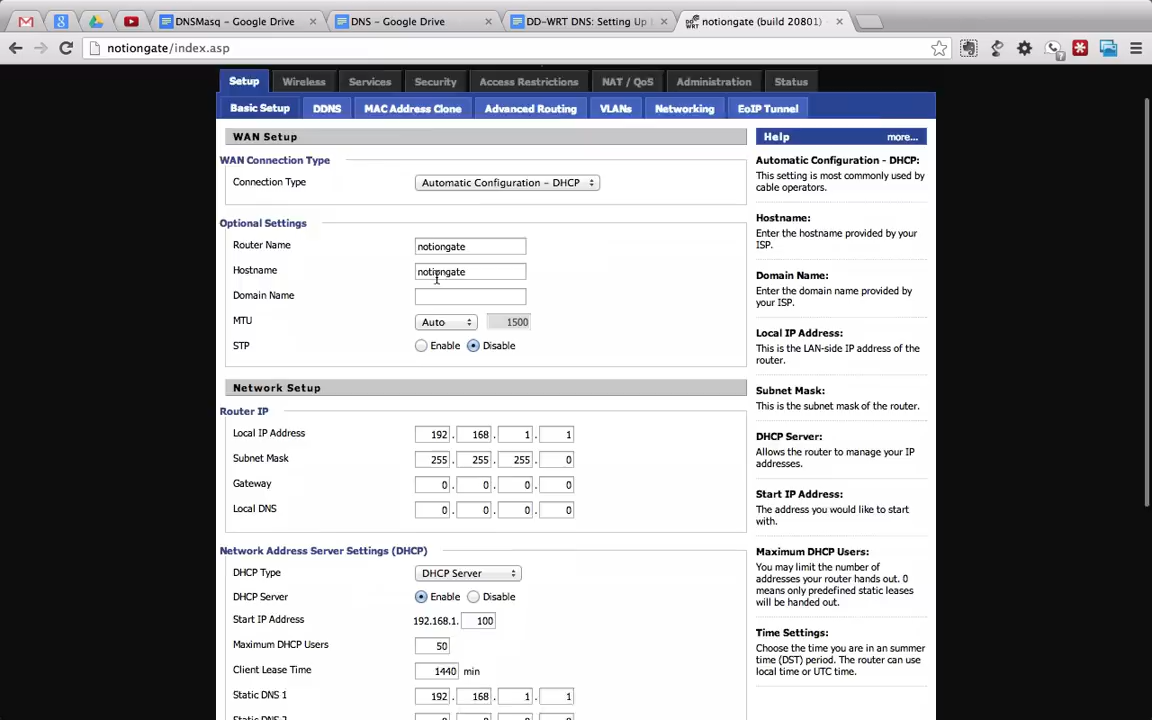 DNSMasq - Google Drive
DNS - Google Drive
DD-WRT DNS: Setting Up
notiongate (build 20801)
notiongate/index.asp
Setup Wireless Services Security Access Restrictions NAT / QoS Administration Status
Basic Setup DDNS MAC Address Clone Advanced Routing VLANs Networking EoIP Tunnel
WAN Setup
WAN Connection Type
Connection Type Automatic Configuration - DHCP
Optional Settings
Router Name notiongate
Hostname notiongate
Domain Name
MTU Auto 1500
STP Enable Disable
Network Setup
Router IP
Local IP Address 192. 168. 1. 1
Subnet Mask 255. 255. 255. 0
Gateway 0. 0. 0. 0
Local DNS 0. 0. 0. 0
Network Address Server Settings (DHCP)
DHCP Type DHCP Server
DHCP Server Enable Disable
Start IP Address 192.168.1. 100
Maximum DHCP Users 50
Client Lease Time 1440 min
Static DNS 1 192. 168. 1. 1
Help more...
Automatic Configuration - DHCP:
This setting is most commonly used by
cable operators.
Hostname:
Enter the hostname provided by your
ISP.
Domain Name:
Enter the domain name provided by
your ISP.
Local IP Address:
This is the LAN-side IP address of the
router.
Subnet Mask:
This is the subnet mask of the router.
DHCP Server:
Allows the router to manage your IP
addresses.
Start IP Address:
The address you would like to start
with.
Maximum DHCP Users:
You may limit the number of
addresses your router hands out. 0
means only predefined static leases
will be handed out.
Time Settings:
Choose the time you are in an summer
time (DST) period. The router can use
local time or UTC time.